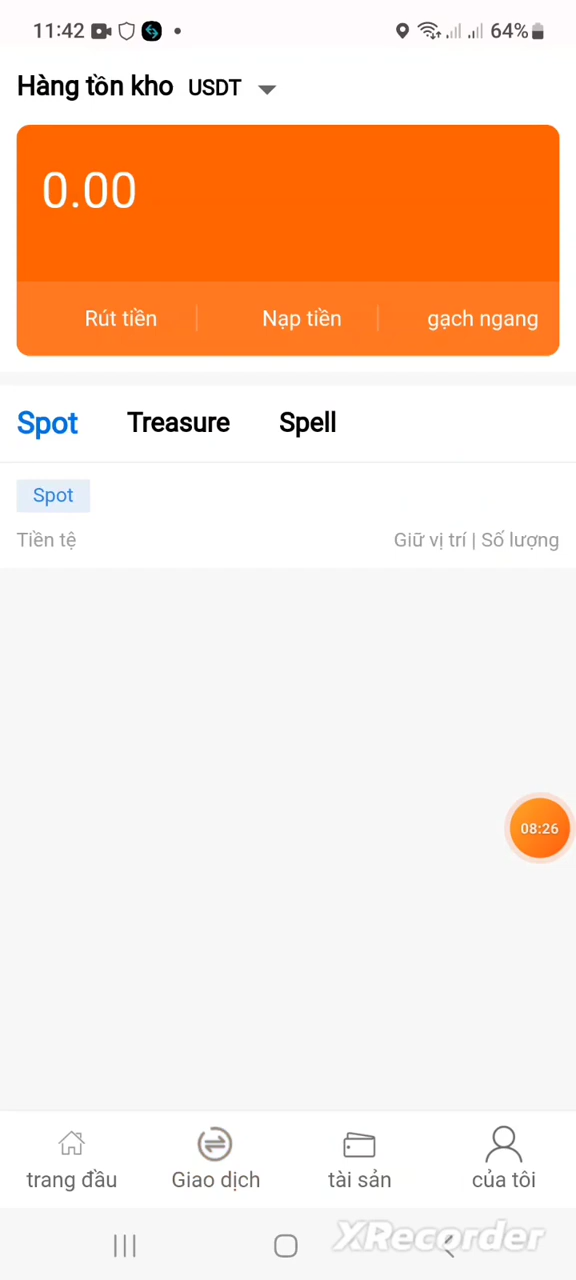 11:42 64%
Hàng tồn kho USDT
0.00
Rút tiền Nạp tiền gạch ngang
Spot Treasure Spell
Spot
Tiền tệ Giữ vị trí | Số lượng
08:26
trang đầu Giao dịch tài sản của tôi
XRecorder